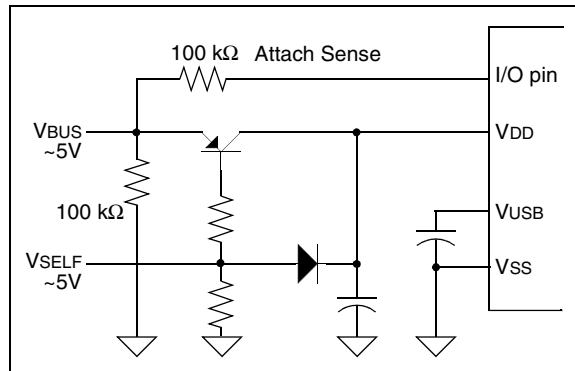 100 kΩ Attach Sense
I/O pin
VBUS
~5V
VDD
100 kΩ
VUSB
VSELF
~5V
VSS